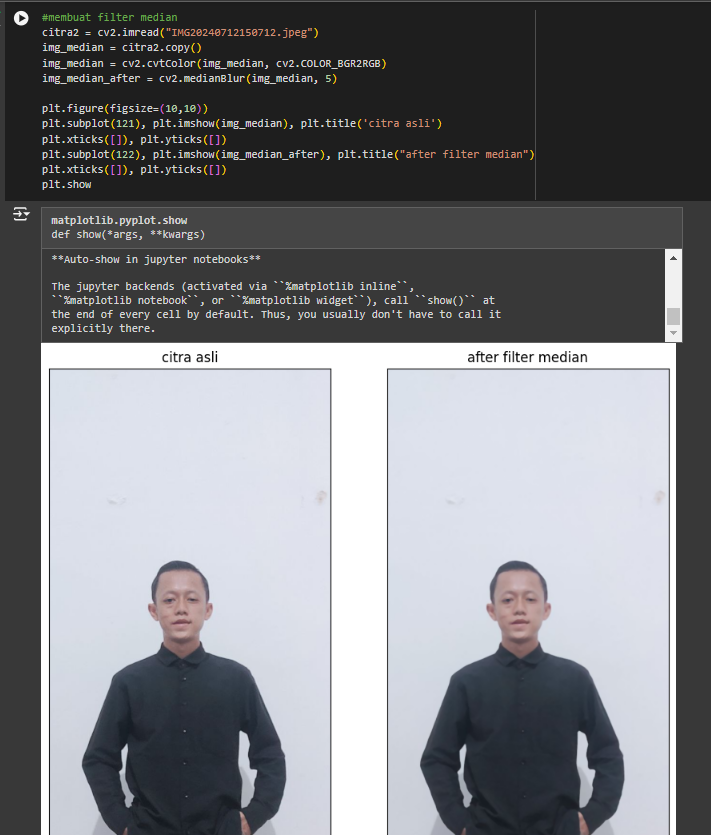 #membuat filter median
citra2 = cv2.imread("IMG20240712150712.jpeg")
img_median = citra2.copy()
img_median = cv2.cvtColor(img_median, cv2.COLOR_BGR2RGB)
img_median_after = cv2.medianBlur(img_median, 5)
plt.figure(figsize=(10,10))
plt.subplot(121), plt.imshow(img_median), plt.title('citra asli')
plt.xticks([]), plt.yticks([])
plt.subplot(122), plt.imshow(img_median_after), plt.title("after filter median")
plt.xticks([]), plt.yticks([])
plt.show
matplotlib.pyplot.show
def show(*args, **kwargs)
**Auto-show in jupyter notebooks**
The jupyter backends (activated via ``%matplotlib inline``,
``%matplotlib notebook``, or ``%matplotlib widget``), call ``show()`` at
the end of every cell by default. Thus, you usually don't have to call it
explicitly there.
citra asli
after filter median